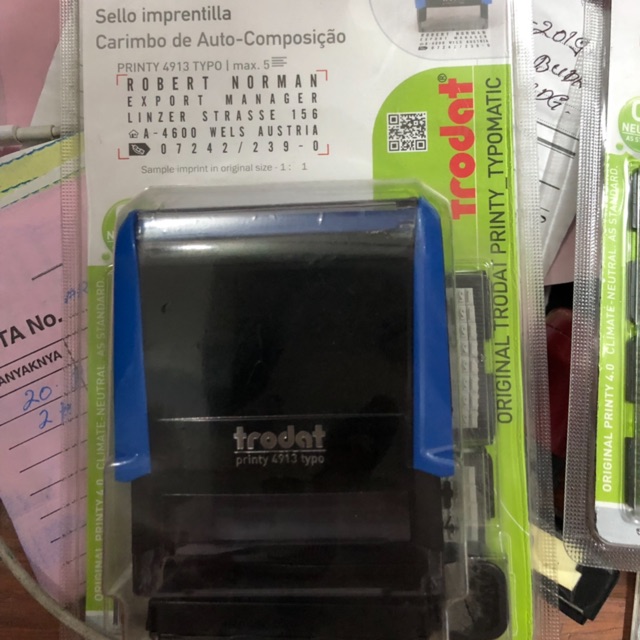 Sello imprentilla
Carimbo de Auto-Composição
PRINTY 4913 TYPO | max. 5
ROBERT NORMAN
EXPORT MANAGER
LINZER STRASSE 156
A-4600 WELS AUSTRIA
07242/239-0
Sample imprint in original size - 1 : 1
trodat®
ORIGINAL TRODAT PRINTY_TYPOMATIC
trodat
printy 4913 typo
ORIGINAL PRINTY 4.0 CLIMATE NEUTRAL AS STANDARD
ORIGINAL PRINTY 4.0 CLIMATE-NEUTRAL AS STANDARD
TA No.
ANYAKNYA
20
2
-2019